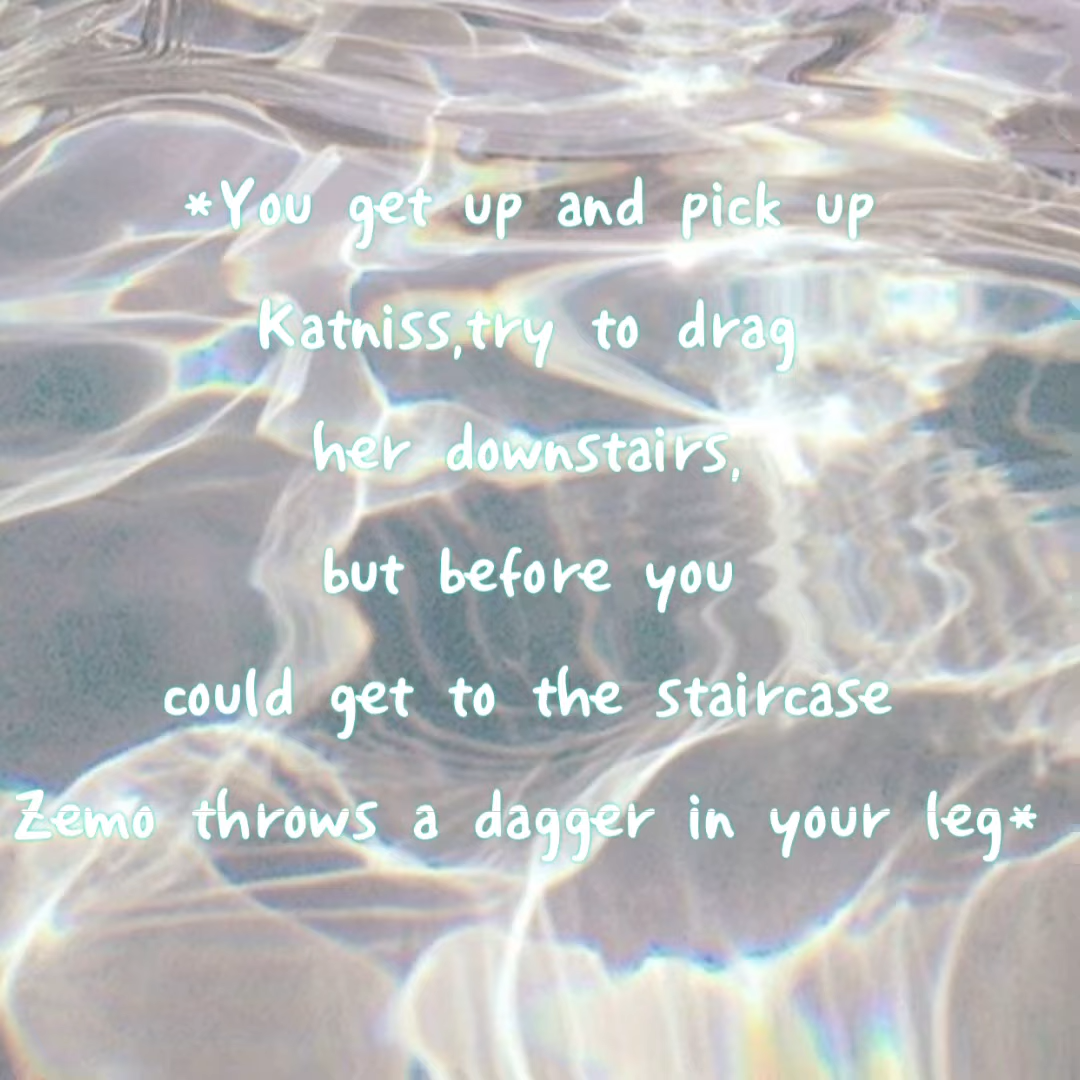 *You get up and pick up
Katniss,try to drag
her downstairs,
but before you
could get to the staircase
Zemo throws a dagger in your leg*